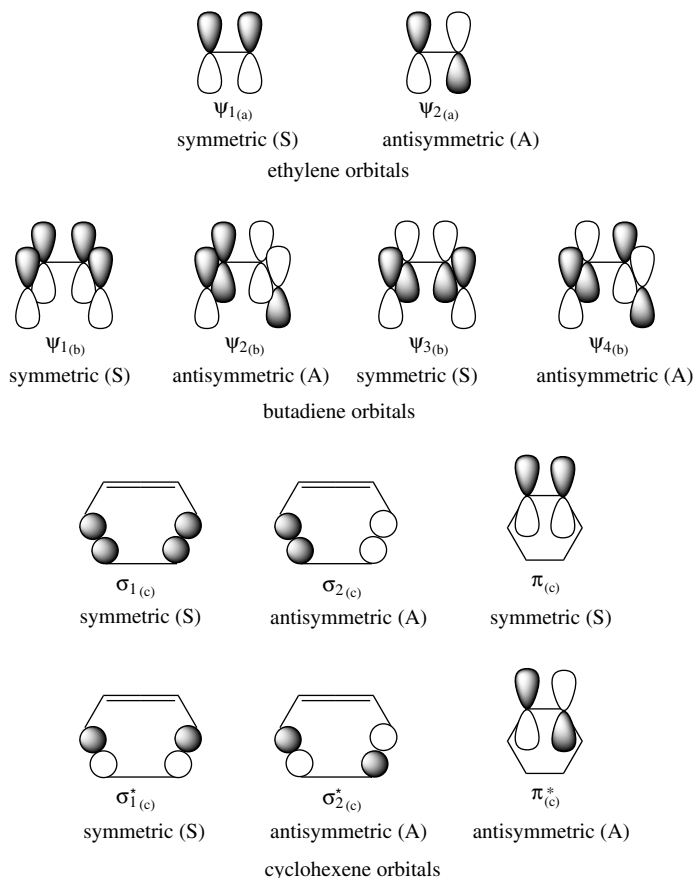 ψ1(a) ψ2(a)
symmetric (S) antisymmetric (A)
ethylene orbitals
ψ1(b) ψ2(b) ψ3(b) ψ4(b)
symmetric (S) antisymmetric (A) symmetric (S) antisymmetric (A)
butadiene orbitals
σ1(c) σ2(c) π(c)
symmetric (S) antisymmetric (A) symmetric (S)
σ*1(c) σ*2(c) π*(c)
symmetric (S) antisymmetric (A) antisymmetric (A)
cyclohexene orbitals